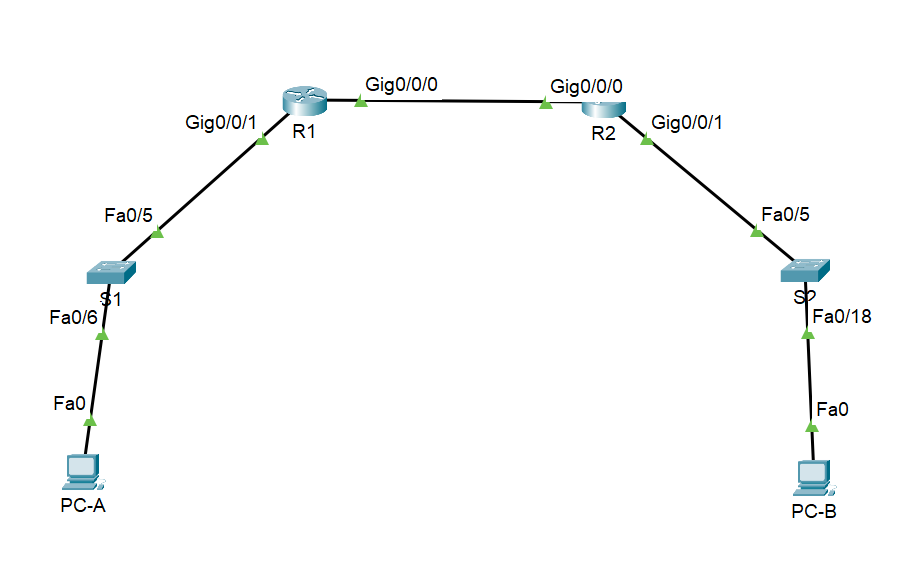 Gig0/0/0
Gig0/0/0
Gig0/0/1
R1
R2
Gig0/0/1
Fa0/5
Fa0/5
S1
S2
Fa0/6
Fa0/18
Fa0
Fa0
PC-A
PC-B